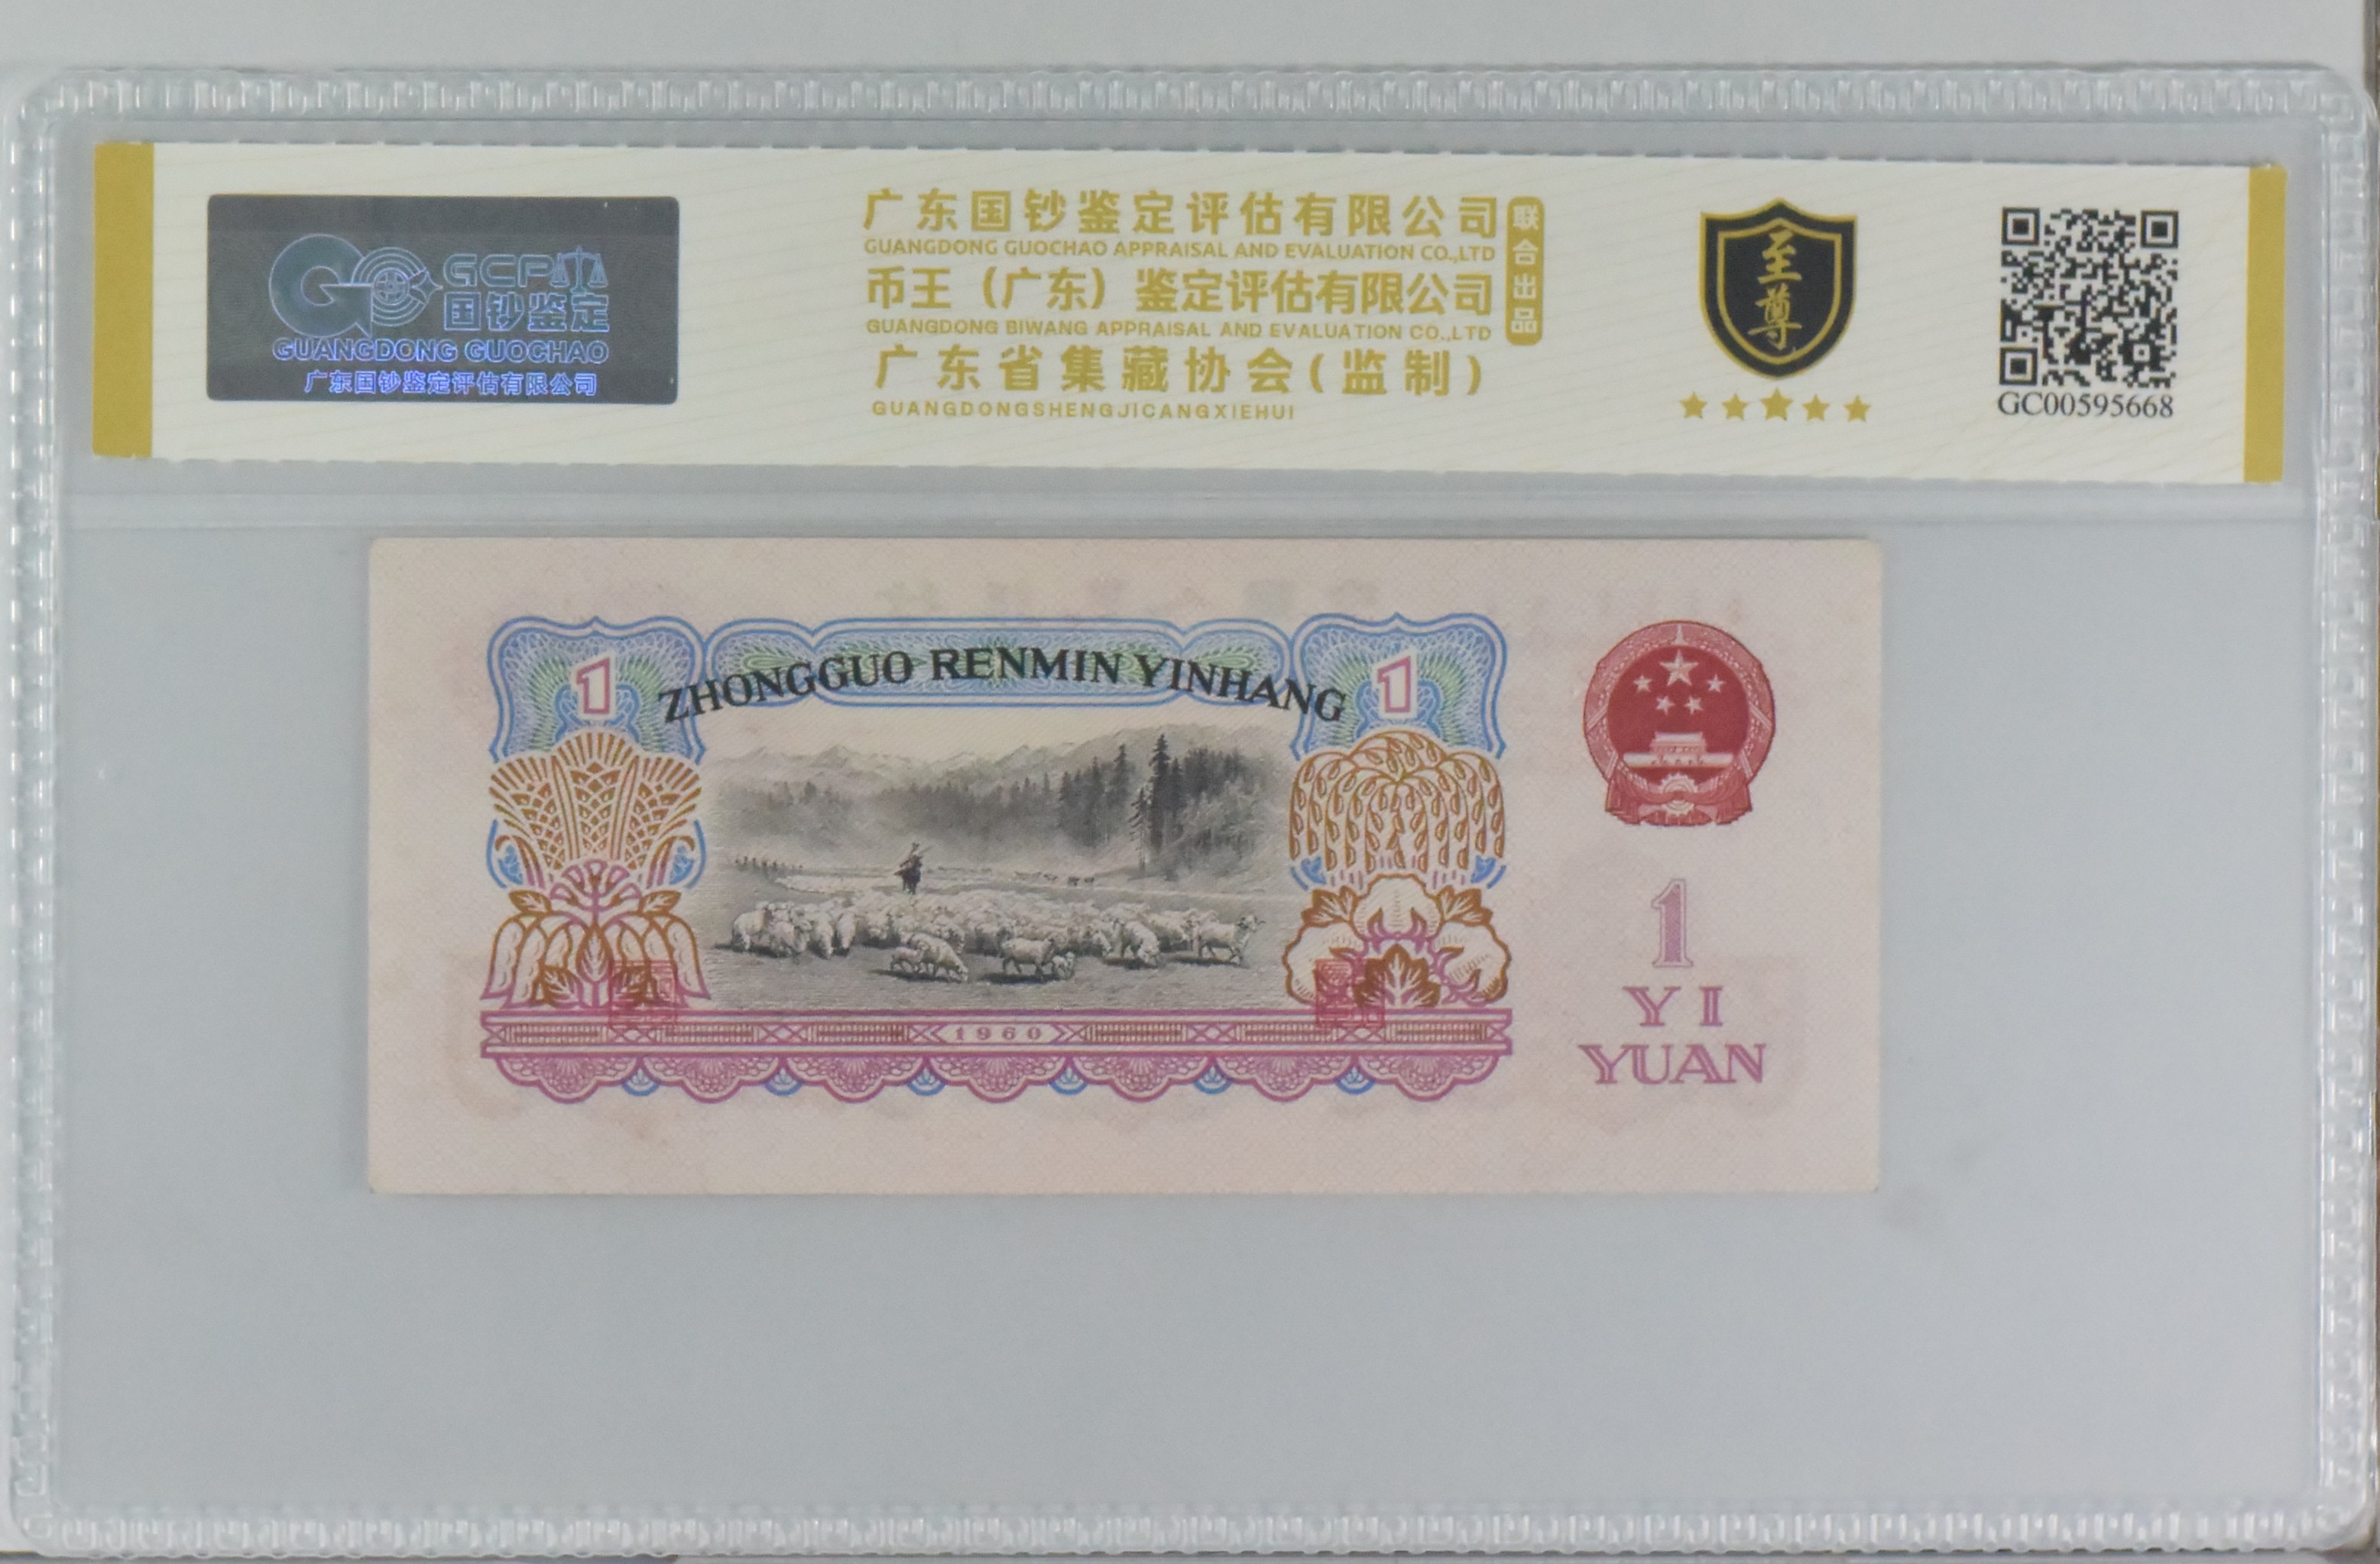 GCP
国钞鉴定
GUANGDONG GUOCHAO
广东国钞鉴定评估有限公司
广东国钞鉴定评估有限公司
GUANGDONG GUOCHAO APPRAISAL AND EVALUATION CO.,LTD
币王（广东）鉴定评估有限公司
GUANGDONG BIWANG APPRAISAL AND EVALUATION CO.,LTD
广东省集藏协会(监制)
GUANGDONGSHENGJICANGXIEHUI
联合出品
至尊
GC00595668
1
ZHONGGUO RENMIN YINHANG
1
1960
1
YI
YUAN